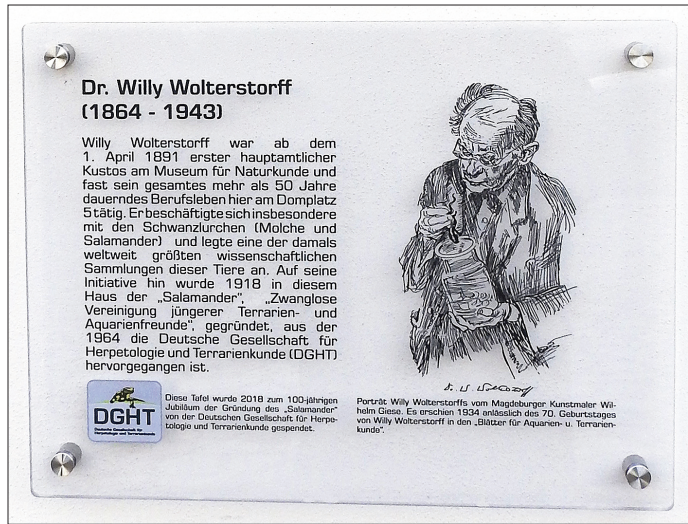 Dr. Willy Wolterstorff
(1864 - 1943)
Willy Wolterstorff war ab dem
1. April 1891 erster hauptamtlicher
Kustos am Museum für Naturkunde und
fast sein gesamtes mehr als 50 Jahre
dauerndes Berufsleben hier am Domplatz
5 tätig. Er beschäftigte sich insbesondere
mit den Schwanzlurchen (Molche und
Salamander) und legte eine der damals
weltweit größten wissenschaftlichen
Sammlungen dieser Tiere an. Auf seine
Initiative hin wurde 1918 in diesem
Haus der „Salamander“, „Zwanglose
Vereinigung jüngerer Terrarien- und
Aquarienfreunde“, gegründet, aus der
1964 die Deutsche Gesellschaft für
Herpetologie und Terrarienkunde (DGHT)
hervorgegangen ist.
DGHT
Deutsche Gesellschaft für
Herpetologie und Terrarienkunde
Diese Tafel wurde 2018 zum 100-jährigen
Jubiläum der Gründung des „Salamander“
von der Deutschen Gesellschaft für Herpe-
tologie und Terrarienkunde gespendet.
Porträt Willy Wolterstorffs vom Magdeburger Kunstmaler Wil-
helm Giese. Es erschien 1934 anlässlich des 70. Geburtstages
von Willy Wolterstorff in den „Blätter für Aquarien- u. Terrarien-
kunde“.